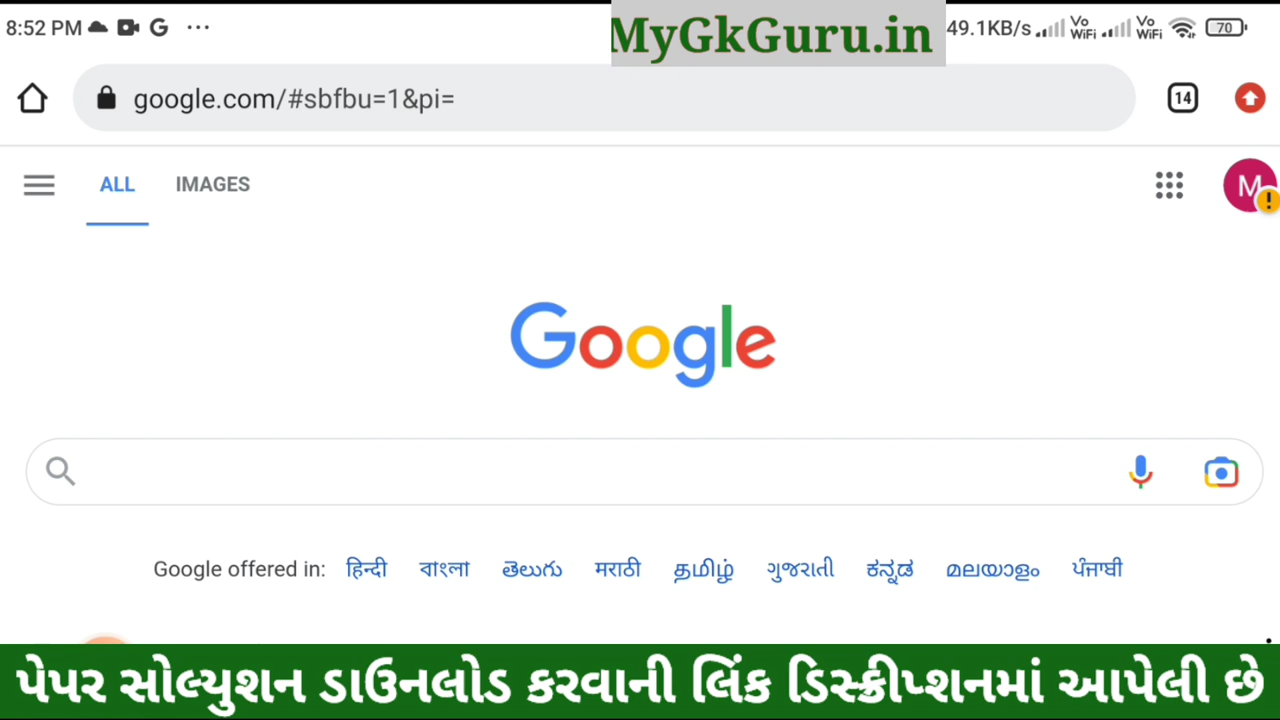 8:52 PM G ... MyGkGuru.in 49.1KB/s Vo WiFi Vo WiFi 70
google.com/#sbfbu=1&pi= 14
ALL IMAGES M
Google
Google offered in: हिन्दी বাংলা తెలుగు मराठी தமிழ் ગુજરાતી ಕನ್ನಡ മലയാളം ਪੰਜਾਬੀ
પેપર સોલ્યુશન ડાઉનલોડ કરવાની લિંક ડિસ્ક્રીપ્શનમાં આપેલી છે